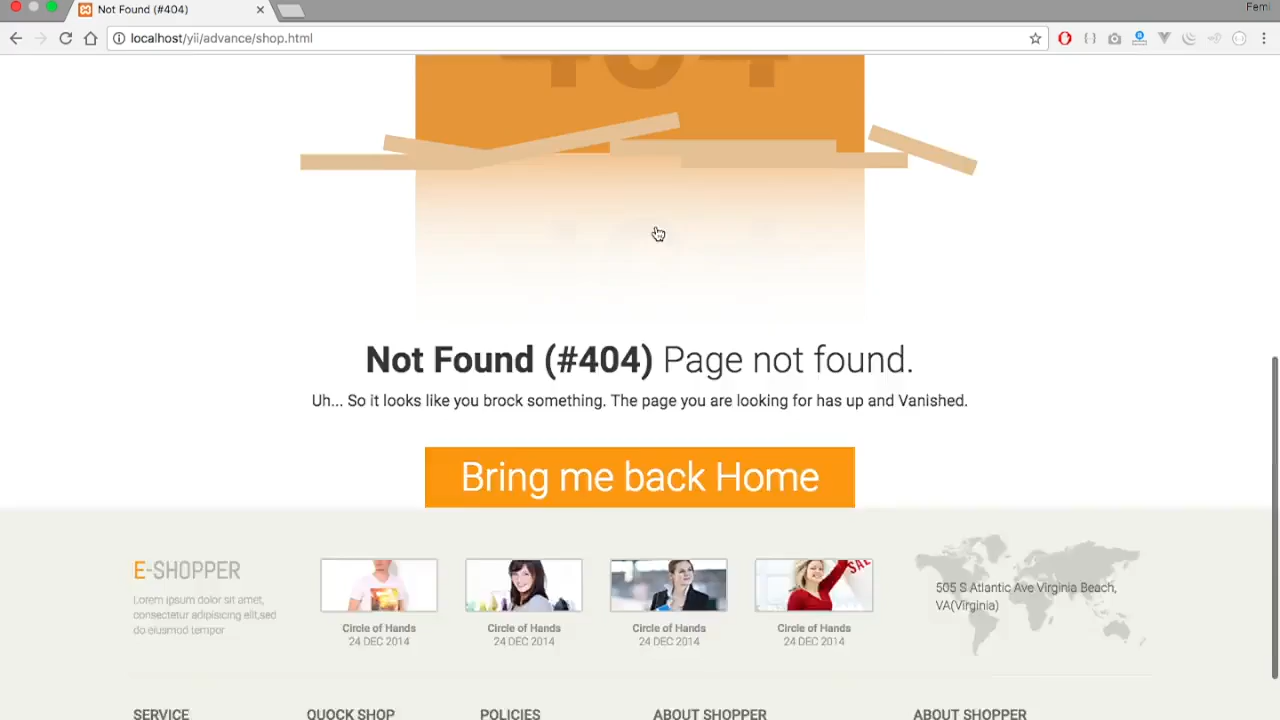 Not Found (#404)
Femi
localhost/yii/advance/shop.html
404
Not Found (#404) Page not found.
Uh... So it looks like you brock something. The page you are looking for has up and Vanished.
Bring me back Home
E-SHOPPER
Lorem ipsum dolor sit amet,
consectetur adipisicing elit,sed
do eiusmod tempor
Circle of Hands
24 DEC 2014
Circle of Hands
24 DEC 2014
Circle of Hands
24 DEC 2014
SALE
Circle of Hands
24 DEC 2014
505 S Atlantic Ave Virginia Beach,
VA(Virginia)
SERVICE
QUOCK SHOP
POLICIES
ABOUT SHOPPER
ABOUT SHOPPER